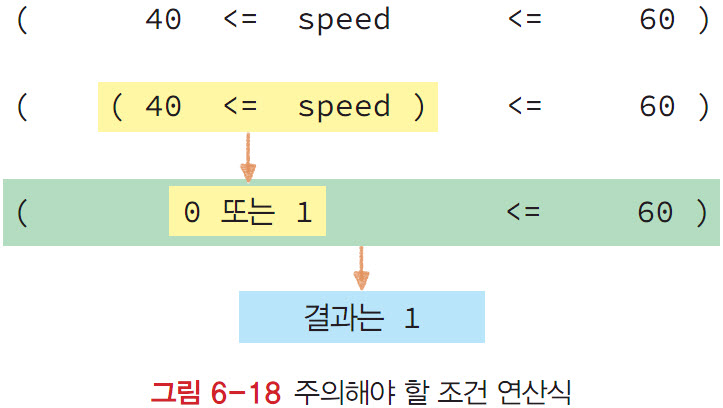 ( 40 <= speed <= 60 )
( ( 40 <= speed ) <= 60 )
( 0 또는 1 <= 60 )
결과는 1
그림 6-18 주의해야 할 조건 연산식